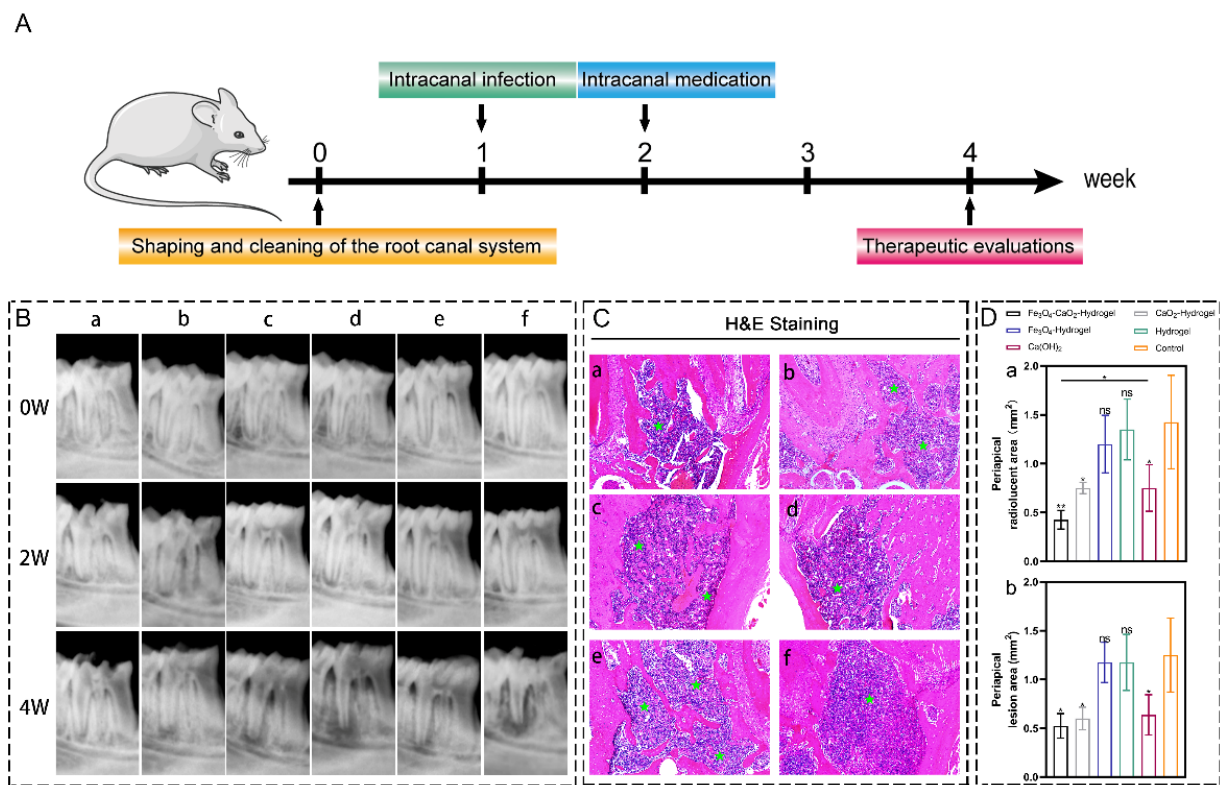 A
Intracanal infection Intracanal medication
0 1 2 3 4 week
Shaping and cleaning of the root canal system Therapeutic evaluations
B
a b c d e f
0W
2W
4W
C
H&E Staining
a b
c d
e f
D
Fe₃O₄-CaO₂-Hydrogel CaO₂-Hydrogel
Fe₃O₄-Hydrogel Hydrogel
Ca(OH)₂ Control
a
Periapical
radiolucent area (mm²)
2.0
1.5
1.0
0.5
0.0
*
** * ns ns *
b
Periapical
lesion area (mm²)
2.0
1.5
1.0
0.5
0.0
* * ns ns *